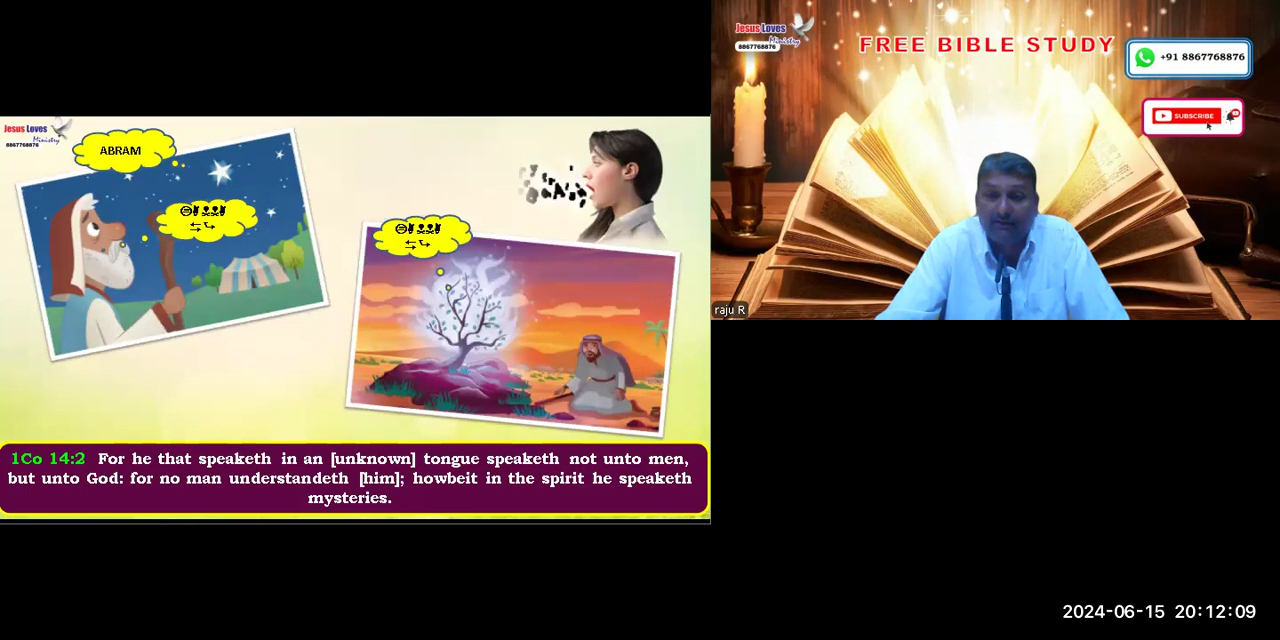 Jesus Loves
Ministry
8867768876
ABRAM
1Co 14:2 For he that speaketh in an [unknown] tongue speaketh not unto men,
but unto God: for no man understandeth [him]; howbeit in the spirit he speaketh
mysteries.
Jesus Loves
Ministry
8867768876
FREE BIBLE STUDY
+91 8867768876
SUBSCRIBE
raju R
2024-06-15 20:12:09